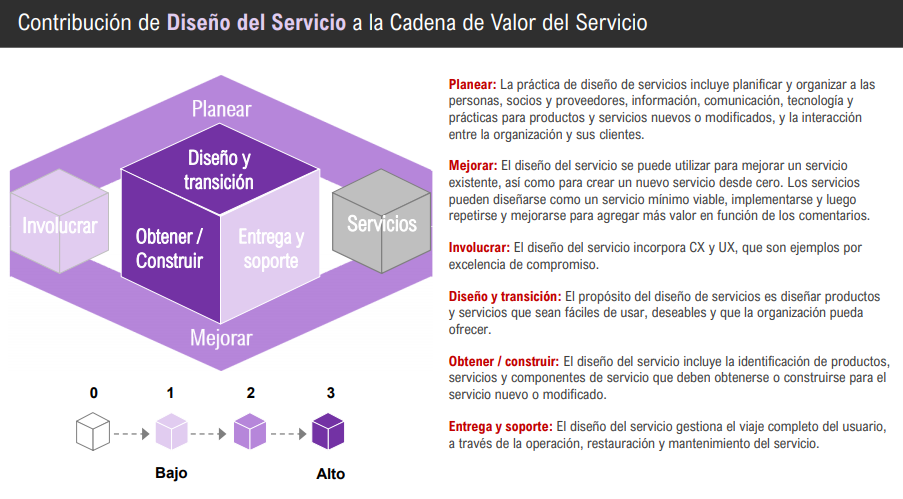 Contribución de Diseño del Servicio a la Cadena de Valor del Servicio
Planear
Diseño y
transición
Involucrar
Obtener /
Construir
Entrega y
soporte
Servicios
Mejorar
0
1
2
3
Bajo
Alto
Planear: La práctica de diseño de servicios incluye planificar y organizar a las
personas, socios y proveedores, información, comunicación, tecnología y
prácticas para productos y servicios nuevos o modificados, y la interacción
entre la organización y sus clientes.
Mejorar: El diseño del servicio se puede utilizar para mejorar un servicio
existente, así como para crear un nuevo servicio desde cero. Los servicios
pueden diseñarse como un servicio mínimo viable, implementarse y luego
repetirse y mejorarse para agregar más valor en función de los comentarios.
Involucrar: El diseño del servicio incorpora CX y UX, que son ejemplos por
excelencia de compromiso.
Diseño y transición: El propósito del diseño de servicios es diseñar productos
y servicios que sean fáciles de usar, deseables y que la organización pueda
ofrecer.
Obtener / construir: El diseño del servicio incluye la identificación de productos,
servicios y componentes de servicio que deben obtenerse o construirse para el
servicio nuevo o modificado.
Entrega y soporte: El diseño del servicio gestiona el viaje completo del usuario,
a través de la operación, restauración y mantenimiento del servicio.